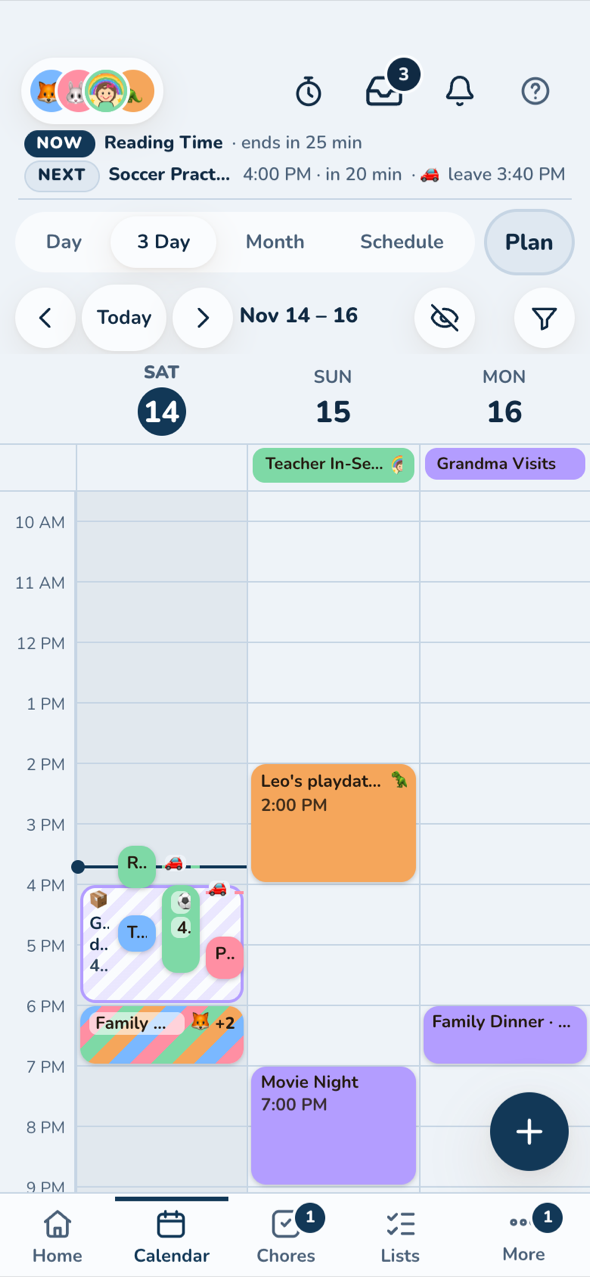 3
NOW Reading Time · ends in 25 min
NEXT Soccer Pract... 4:00 PM · in 20 min · 🚗 leave 3:40 PM
Day 3 Day Month Schedule Plan
Today Nov 14 – 16
SAT SUN MON
14 15 16
Teacher In-Se... Grandma Visits
10 AM
11 AM
12 PM
1 PM
2 PM
Leo's playdat...
2:00 PM
3 PM
R..
4 PM
G..
d..
4..
T...
4.
P..
5 PM
6 PM
Family ... +2
Family Dinner · ...
7 PM
Movie Night
7:00 PM
8 PM
9 PM
1 1
Home Calendar Chores Lists More